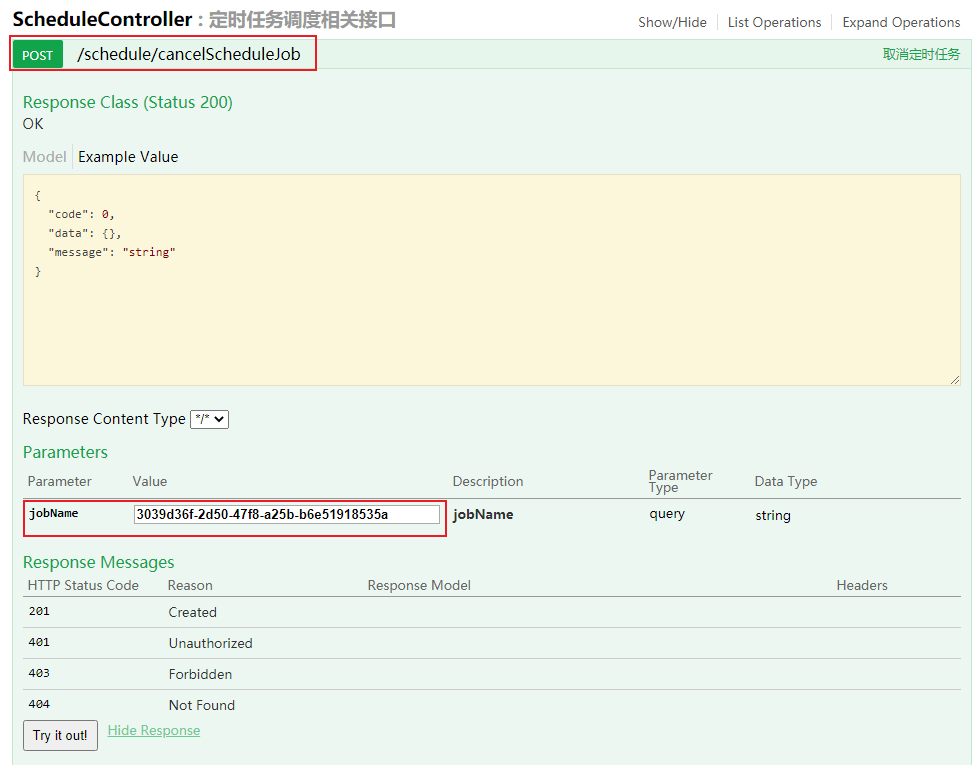 ScheduleController : 定时任务调度相关接口
Show/Hide List Operations Expand Operations
POST /schedule/cancelScheduleJob 取消定时任务
Response Class (Status 200)
OK
Model Example Value
{
"code": 0,
"data": {},
"message": "string"
}
Response Content Type */*
Parameters
Parameter Value Description Parameter Type Data Type
jobName 3039d36f-2d50-47f8-a25b-b6e51918535a jobName query string
Response Messages
HTTP Status Code Reason Response Model Headers
201 Created
401 Unauthorized
403 Forbidden
404 Not Found
Try it out! Hide Response